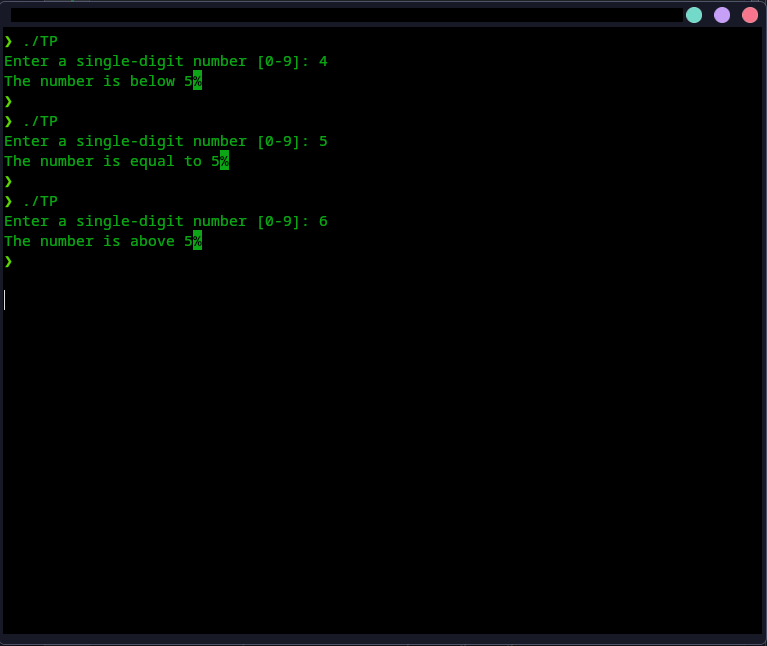 ❯ ./TP
Enter a single-digit number [0-9]: 4
The number is below 5%
❯
❯ ./TP
Enter a single-digit number [0-9]: 5
The number is equal to 5%
❯
❯ ./TP
Enter a single-digit number [0-9]: 6
The number is above 5%
❯